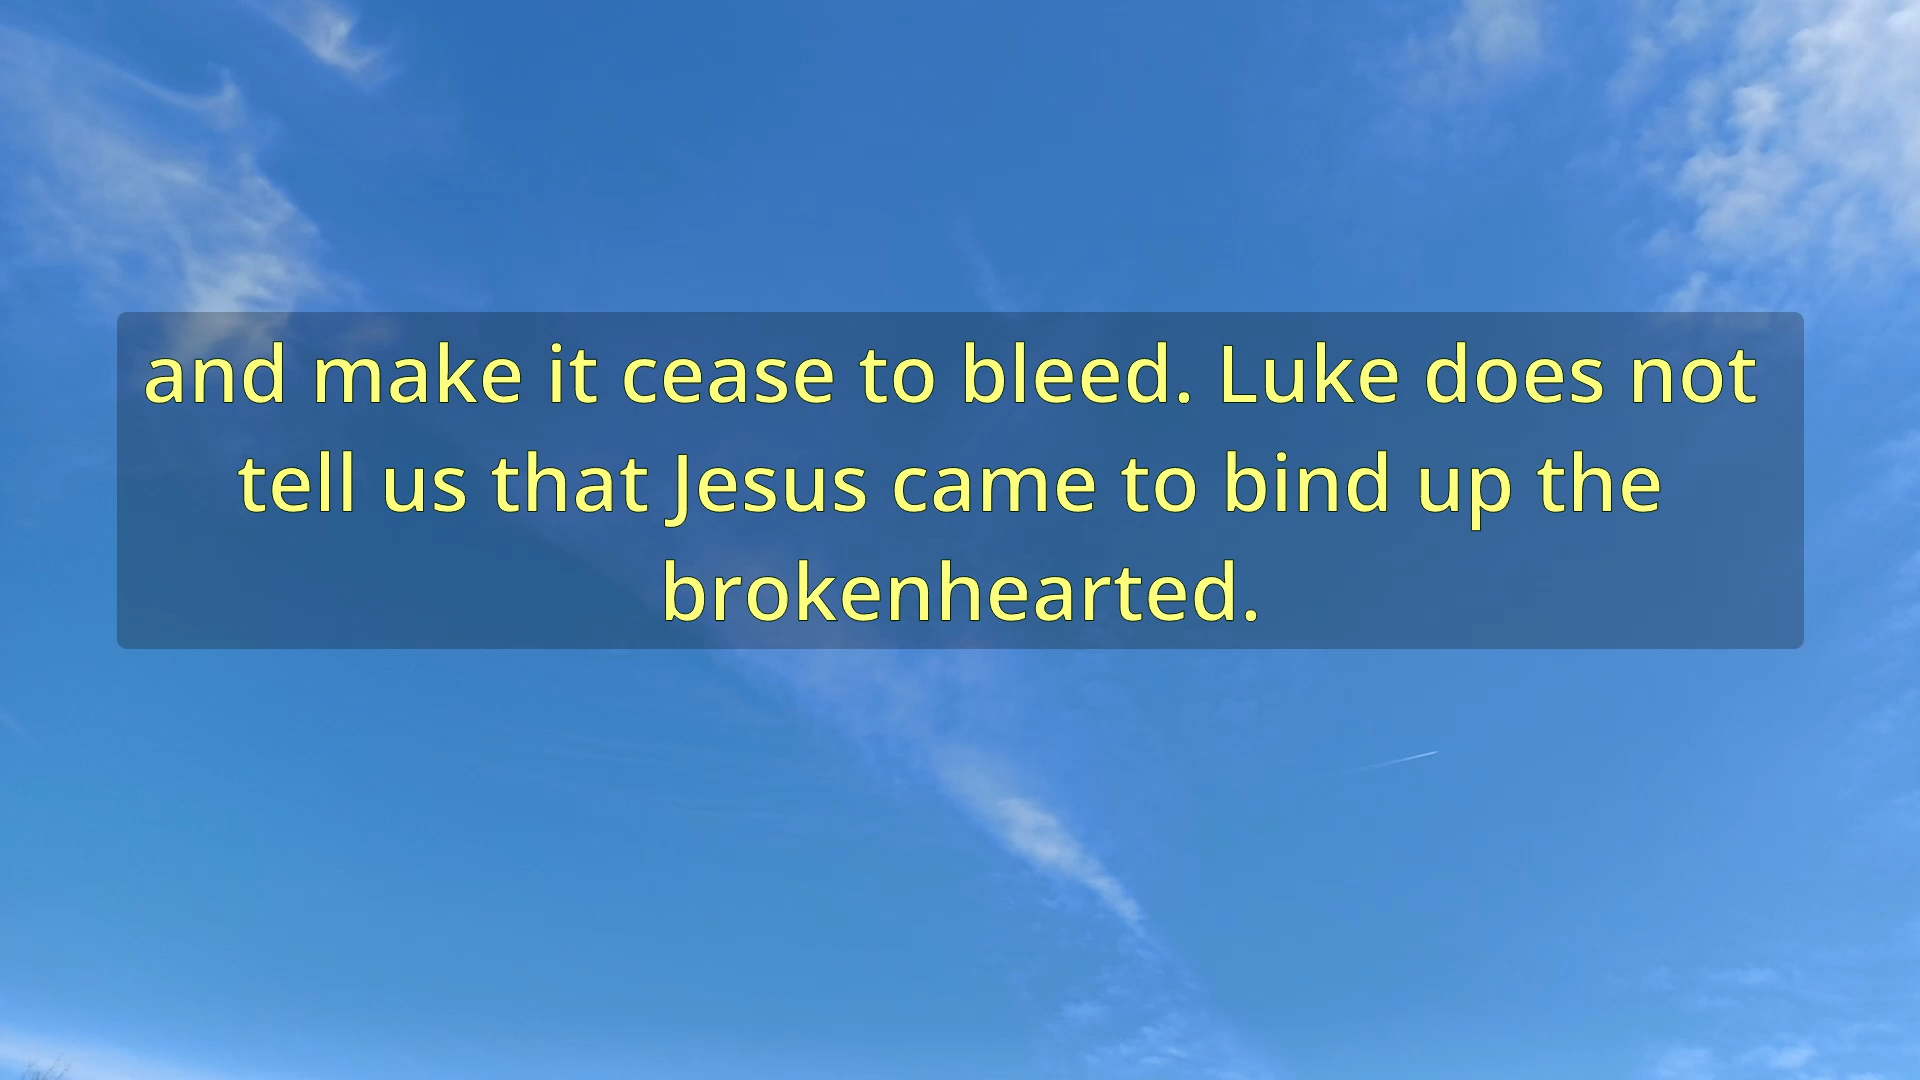 and make it cease to bleed. Luke does not
tell us that Jesus came to bind up the
brokenhearted.